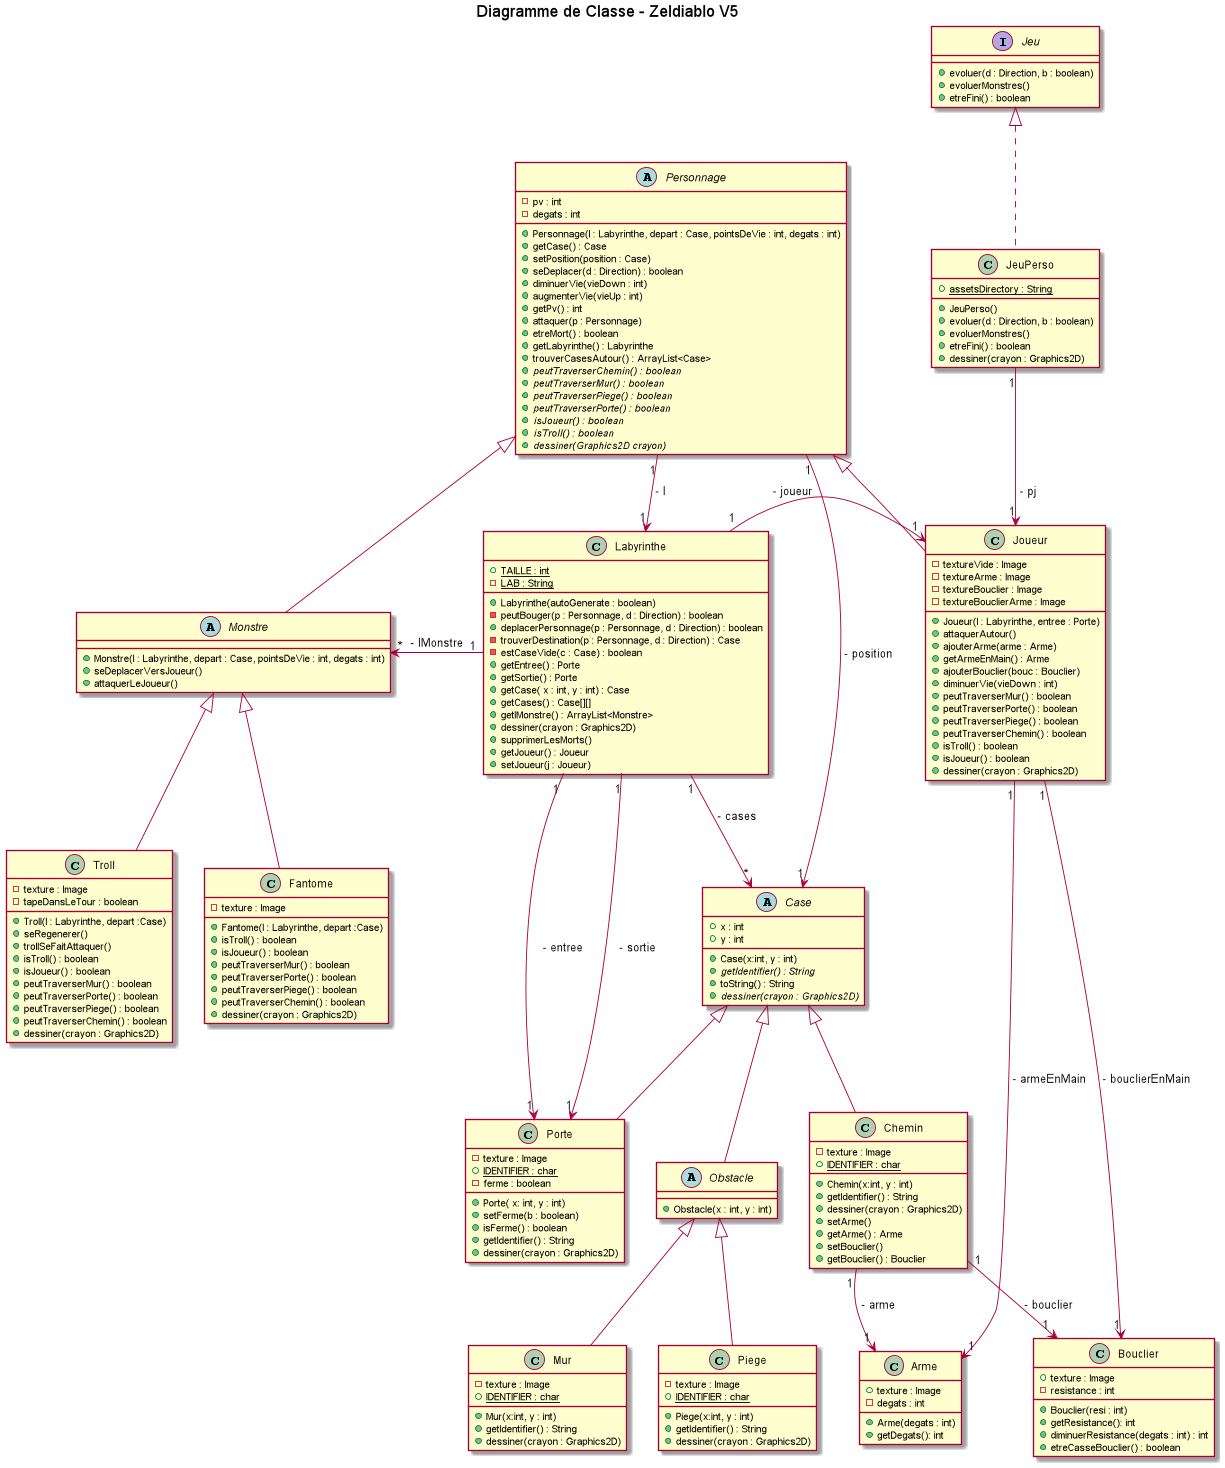 Diagramme de Classe - Zeldiablo V5
I Jeu
evoluer(d : Direction, b : boolean)
evoluerMonstres()
etreFini() : boolean
A Personnage
pv : int
degats : int
Personnage(l : Labyrinthe, depart : Case, pointsDeVie : int, degats : int)
getCase() : Case
setPosition(position : Case)
seDeplacer(d : Direction) : boolean
diminuerVie(vieDown : int)
augmenterVie(vieUp : int)
getPv() : int
attaquer(p : Personnage)
etreMort() : boolean
getLabyrinthe() : Labyrinthe
trouverCasesAutour() : ArrayList<Case>
peutTraverserChemin() : boolean
peutTraverserMur() : boolean
peutTraverserPiege() : boolean
peutTraverserPorte() : boolean
isJoueur() : boolean
isTroll() : boolean
dessiner(Graphics2D crayon)
C JeuPerso
assetsDirectory : String
JeuPerso()
evoluer(d : Direction, b : boolean)
evoluerMonstres()
etreFini() : boolean
dessiner(crayon : Graphics2D)
1
- l
1
1
- position
1
1
- pj
1
1
- joueur
1
C Labyrinthe
TAILLE : int
LAB : String
Labyrinthe(autoGenerate : boolean)
peutBouger(p : Personnage, d : Direction) : boolean
deplacerPersonnage(p : Personnage, d : Direction) : boolean
trouverDestination(p : Personnage, d : Direction) : Case
estCaseVide(c : Case) : boolean
getEntree() : Porte
getSortie() : Porte
getCase( x : int, y : int) : Case
getCases() : Case[][]
getlMonstre() : ArrayList<Monstre>
dessiner(crayon : Graphics2D)
supprimerLesMorts()
getJoueur() : Joueur
setJoueur(j : Joueur)
C Joueur
textureVide : Image
textureArme : Image
textureBouclier : Image
textureBouclierArme : Image
Joueur(l : Labyrinthe, entree : Porte)
attaquerAutour()
ajouterArme(arme : Arme)
getArmeEnMain() : Arme
ajouterBouclier(bouc : Bouclier)
diminuerVie(vieDown : int)
peutTraverserMur() : boolean
peutTraverserPorte() : boolean
peutTraverserPiege() : boolean
peutTraverserChemin() : boolean
isTroll() : boolean
isJoueur() : boolean
dessiner(crayon : Graphics2D)
A Monstre
Monstre(l : Labyrinthe, depart : Case, pointsDeVie : int, degats : int)
seDeplacerVersJoueur()
attaquerLeJoueur()
* - lMonstre 1
C Troll
texture : Image
tapeDansLeTour : boolean
Troll(l : Labyrinthe, depart :Case)
seRegenerer()
trollSeFaitAttaquer()
isTroll() : boolean
isJoueur() : boolean
peutTraverserMur() : boolean
peutTraverserPorte() : boolean
peutTraverserPiege() : boolean
peutTraverserChemin() : boolean
dessiner(crayon : Graphics2D)
C Fantome
texture : Image
Fantome(l : Labyrinthe, depart :Case)
isTroll() : boolean
isJoueur() : boolean
peutTraverserMur() : boolean
peutTraverserPorte() : boolean
peutTraverserPiege() : boolean
peutTraverserChemin() : boolean
dessiner(crayon : Graphics2D)
1
- entree
1
1
- sortie
1
1
- cases
*
A Case
x : int
y : int
Case(x:int, y : int)
getIdentifier() : String
toString() : String
dessiner(crayon : Graphics2D)
1
- armeEnMain
1
1
- bouclierEnMain
1
C Porte
texture : Image
IDENTIFIER : char
ferme : boolean
Porte( x: int, y : int)
setFerme(b : boolean)
isFerme() : boolean
getIdentifier() : String
dessiner(crayon : Graphics2D)
A Obstacle
Obstacle(x : int, y : int)
C Chemin
texture : Image
IDENTIFIER : char
Chemin(x:int, y : int)
getIdentifier() : String
dessiner(crayon : Graphics2D)
setArme()
getArme() : Arme
setBouclier()
getBouclier() : Bouclier
1
- arme
1
1
- bouclier
1
C Mur
texture : Image
IDENTIFIER : char
Mur(x:int, y : int)
getIdentifier() : String
dessiner(crayon : Graphics2D)
C Piege
texture : Image
IDENTIFIER : char
Piege(x:int, y : int)
getIdentifier() : String
dessiner(crayon : Graphics2D)
C Arme
texture : Image
degats : int
Arme(degats : int)
getDegats(): int
C Bouclier
texture : Image
resistance : int
Bouclier(resi : int)
getResistance(): int
diminuerResistance(degats : int) : int
etreCasseBouclier() : boolean